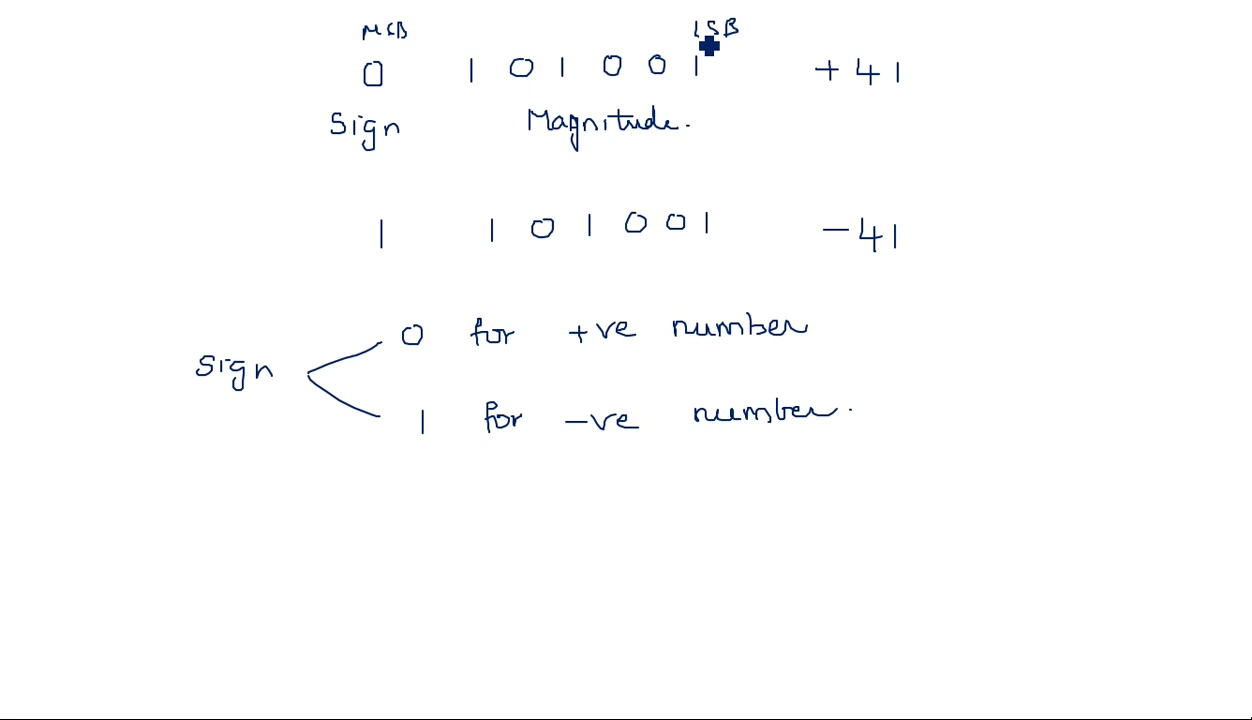 MSB LSB
0 1 0 1 0 0 1 + 41
Sign Magnitude.
1 1 0 1 0 0 1 - 41
0 for +ve number
Sign
1 for -ve number.